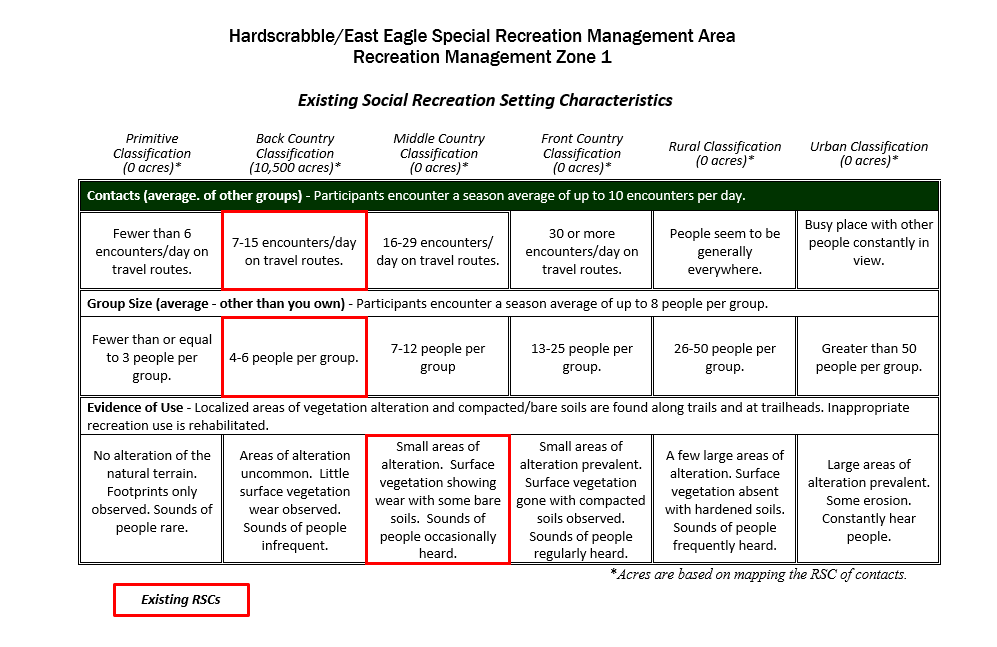 Hardscrabble/East Eagle Special Recreation Management Area
Recreation Management Zone 1
Existing Social Recreation Setting Characteristics
Primitive
Classification
(0 acres)*
Back Country
Classification
(10,500 acres)*
Middle Country
Classification
(0 acres)*
Front Country
Classification
(0 acres)*
Rural Classification
(0 acres)*
Urban Classification
(0 acres)*
Contacts (average. of other groups) - Participants encounter a season average of up to 10 encounters per day.
Fewer than 6
encounters/day on
travel routes.
7-15 encounters/day
on travel routes.
16-29 encounters/
day on travel routes.
30 or more
encounters/day on
travel routes.
People seem to be
generally
everywhere.
Busy place with other
people constantly in
view.
Group Size (average - other than you own) - Participants encounter a season average of up to 8 people per group.
Fewer than or equal
to 3 people per
group.
4-6 people per group.
7-12 people per
group
13-25 people per
group.
26-50 people per
group.
Greater than 50
people per group.
Evidence of Use - Localized areas of vegetation alteration and compacted/bare soils are found along trails and at trailheads. Inappropriate
recreation use is rehabilitated.
No alteration of the
natural terrain.
Footprints only
observed. Sounds of
people rare.
Areas of alteration
uncommon. Little
surface vegetation
wear observed.
Sounds of people
infrequent.
Small areas of
alteration. Surface
vegetation showing
wear with some bare
soils. Sounds of
people occasionally
heard.
Small areas of
alteration prevalent.
Surface vegetation
gone with compacted
soils observed.
Sounds of people
regularly heard.
A few large areas of
alteration. Surface
vegetation absent
with hardened soils.
Sounds of people
frequently heard.
Large areas of
alteration prevalent.
Some erosion.
Constantly hear
people.
*Acres are based on mapping the RSC of contacts.
Existing RSCs